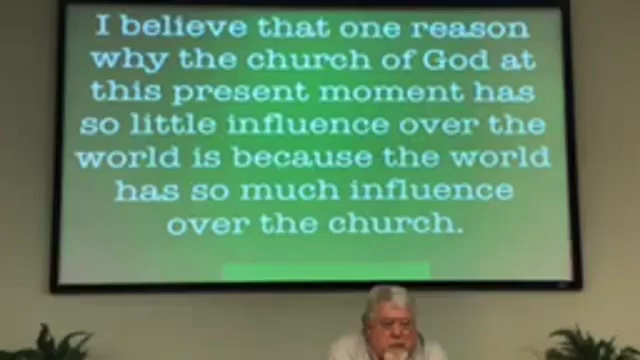 I believe that one reason
why the church of God at
this present moment has
so little influence over the
world is because the world
has so much influence
over the church.